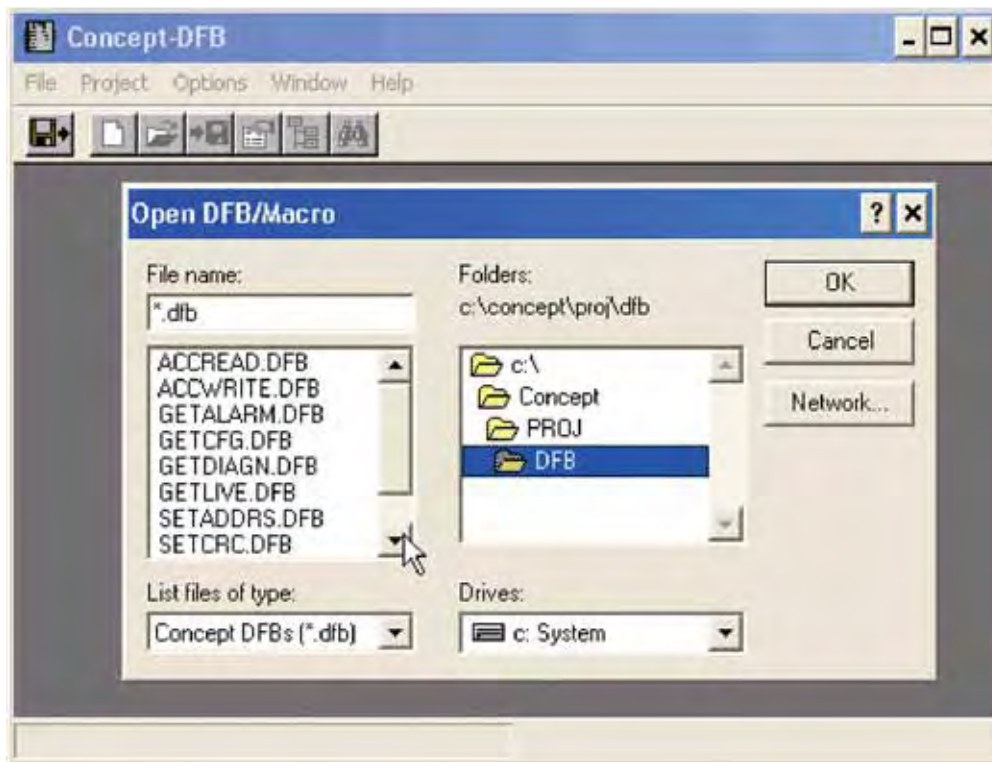 Concept-DFB
File Project Options Window Help
Open DFB/Macro
File name:
*.dfb
ACCREAD.DFB
ACCWRITE.DFB
GETALARM.DFB
GETCFG.DFB
GETDIAGN.DFB
GETLIVE.DFB
SETADDRS.DFB
SETCRC.DFB
List files of type:
Concept DFBs (*.dfb)
Folders:
c:\concept\proj\dfb
c:\
Concept
PROJ
DFB
Drives:
c: System
OK
Cancel
Network...